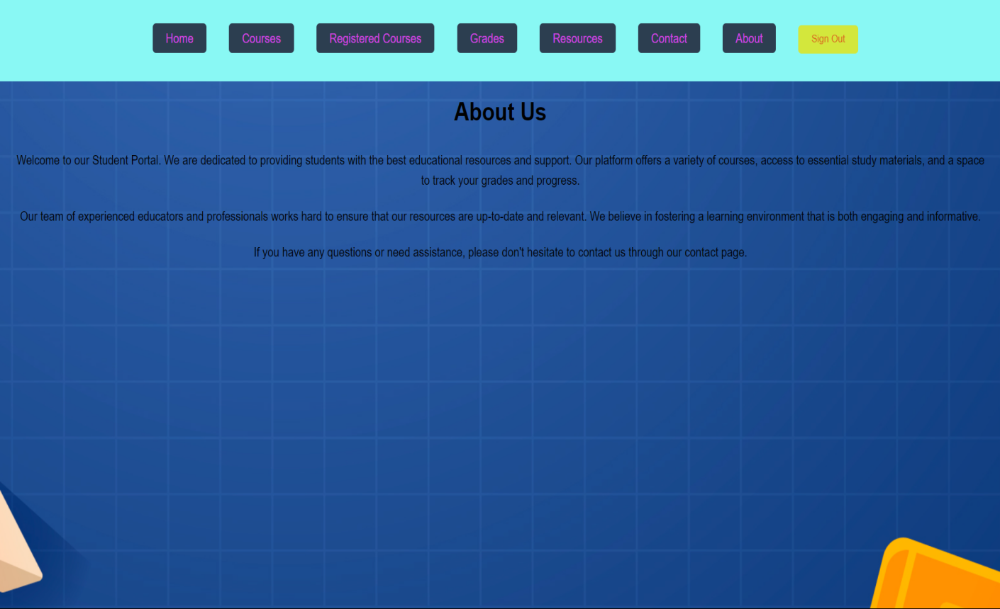 Home Courses Registered Courses Grades Resources Contact About Sign Out
About Us
Welcome to our Student Portal. We are dedicated to providing students with the best educational resources and support. Our platform offers a variety of courses, access to essential study materials, and a space
to track your grades and progress.
Our team of experienced educators and professionals works hard to ensure that our resources are up-to-date and relevant. We believe in fostering a learning environment that is both engaging and informative.
If you have any questions or need assistance, please don't hesitate to contact us through our contact page.